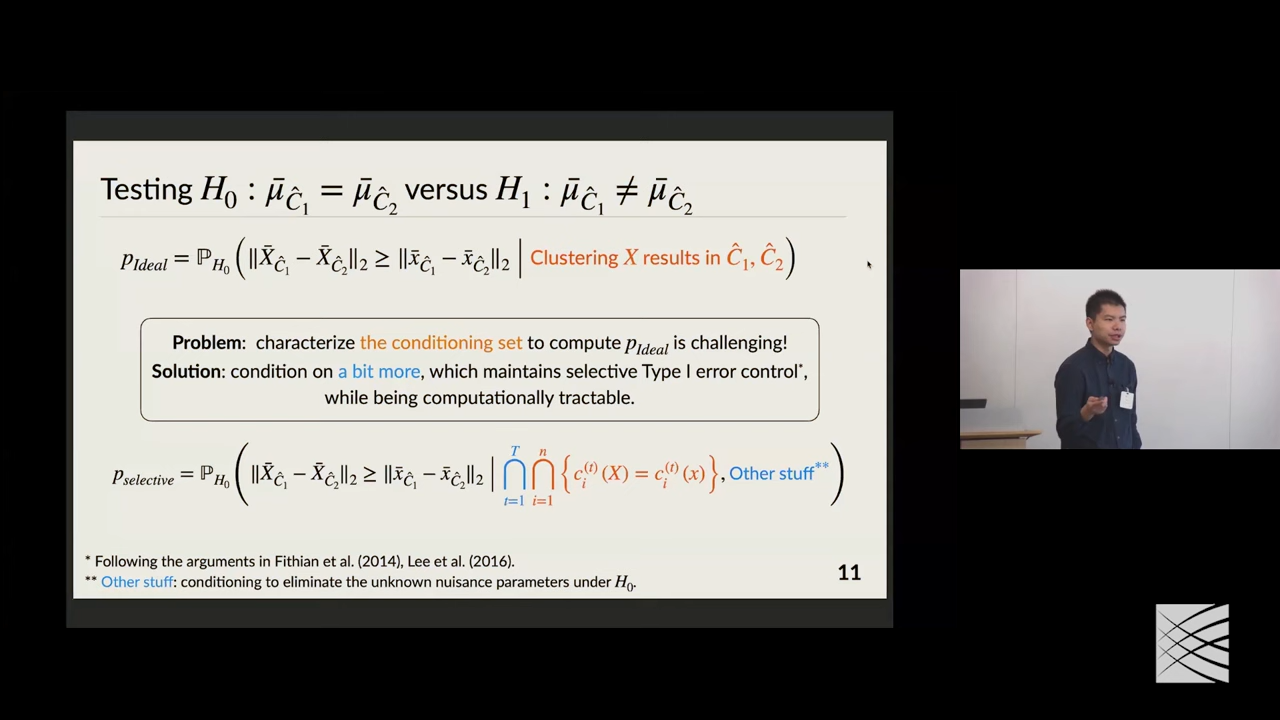 Testing H₀ : μ̄_Ĉ₁ = μ̄_Ĉ₂ versus H₁ : μ̄_Ĉ₁ ≠ μ̄_Ĉ₂
p_Ideal = ℙ_H₀ ( ‖X̄_Ĉ₁ − X̄_Ĉ₂‖₂ ≥ ‖x̄_Ĉ₁ − x̄_Ĉ₂‖₂ | Clustering X results in Ĉ₁, Ĉ₂ )
Problem: characterize the conditioning set to compute p_Ideal is challenging!
Solution: condition on a bit more, which maintains selective Type I error control*,
while being computationally tractable.
p_selective = ℙ_H₀ ( ‖X̄_Ĉ₁ − X̄_Ĉ₂‖₂ ≥ ‖x̄_Ĉ₁ − x̄_Ĉ₂‖₂ | ⋂_{t=1}^{T} ⋂_{i=1}^{n} { c_i^{(t)}(X) = c_i^{(t)}(x) }, Other stuff** )
* Following the arguments in Fithian et al. (2014), Lee et al. (2016).
** Other stuff: conditioning to eliminate the unknown nuisance parameters under H₀.
11